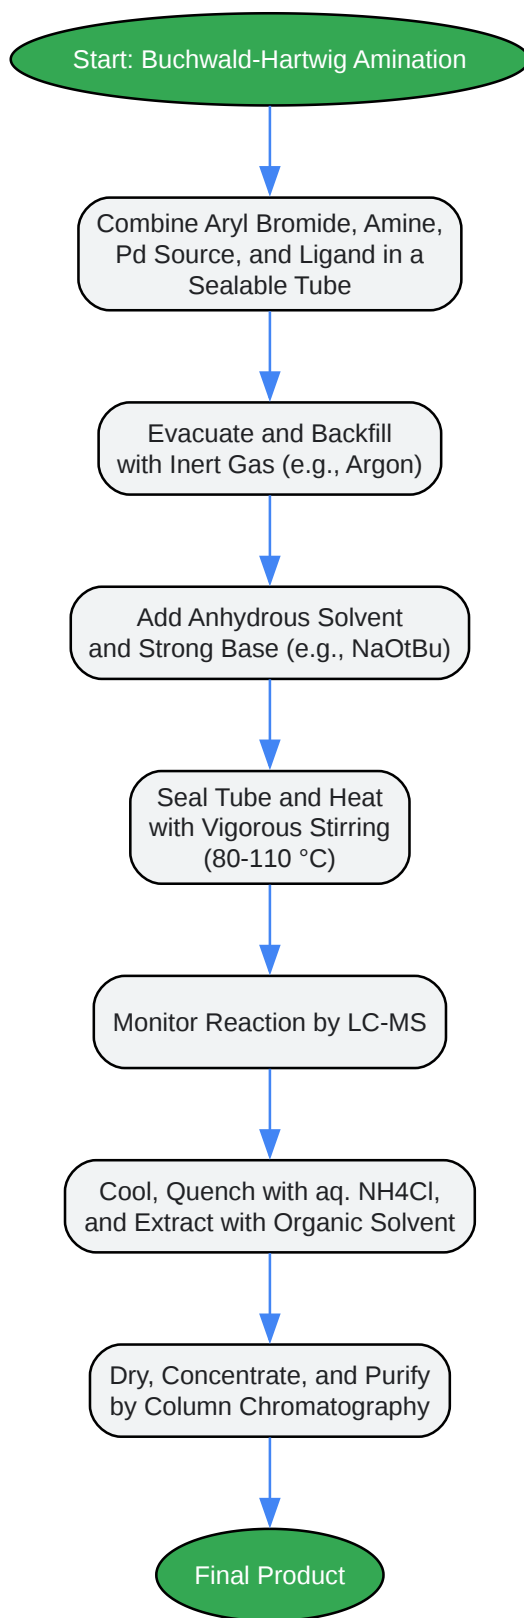 Start: Buchwald-Hartwig Amination
Combine Aryl Bromide, Amine,
Pd Source, and Ligand in a
Sealable Tube
Evacuate and Backfill
with Inert Gas (e.g., Argon)
Add Anhydrous Solvent
and Strong Base (e.g., NaOtBu)
Seal Tube and Heat
with Vigorous Stirring
(80-110 °C)
Monitor Reaction by LC-MS
Cool, Quench with aq. NH4Cl,
and Extract with Organic Solvent
Dry, Concentrate, and Purify
by Column Chromatography
Final Product